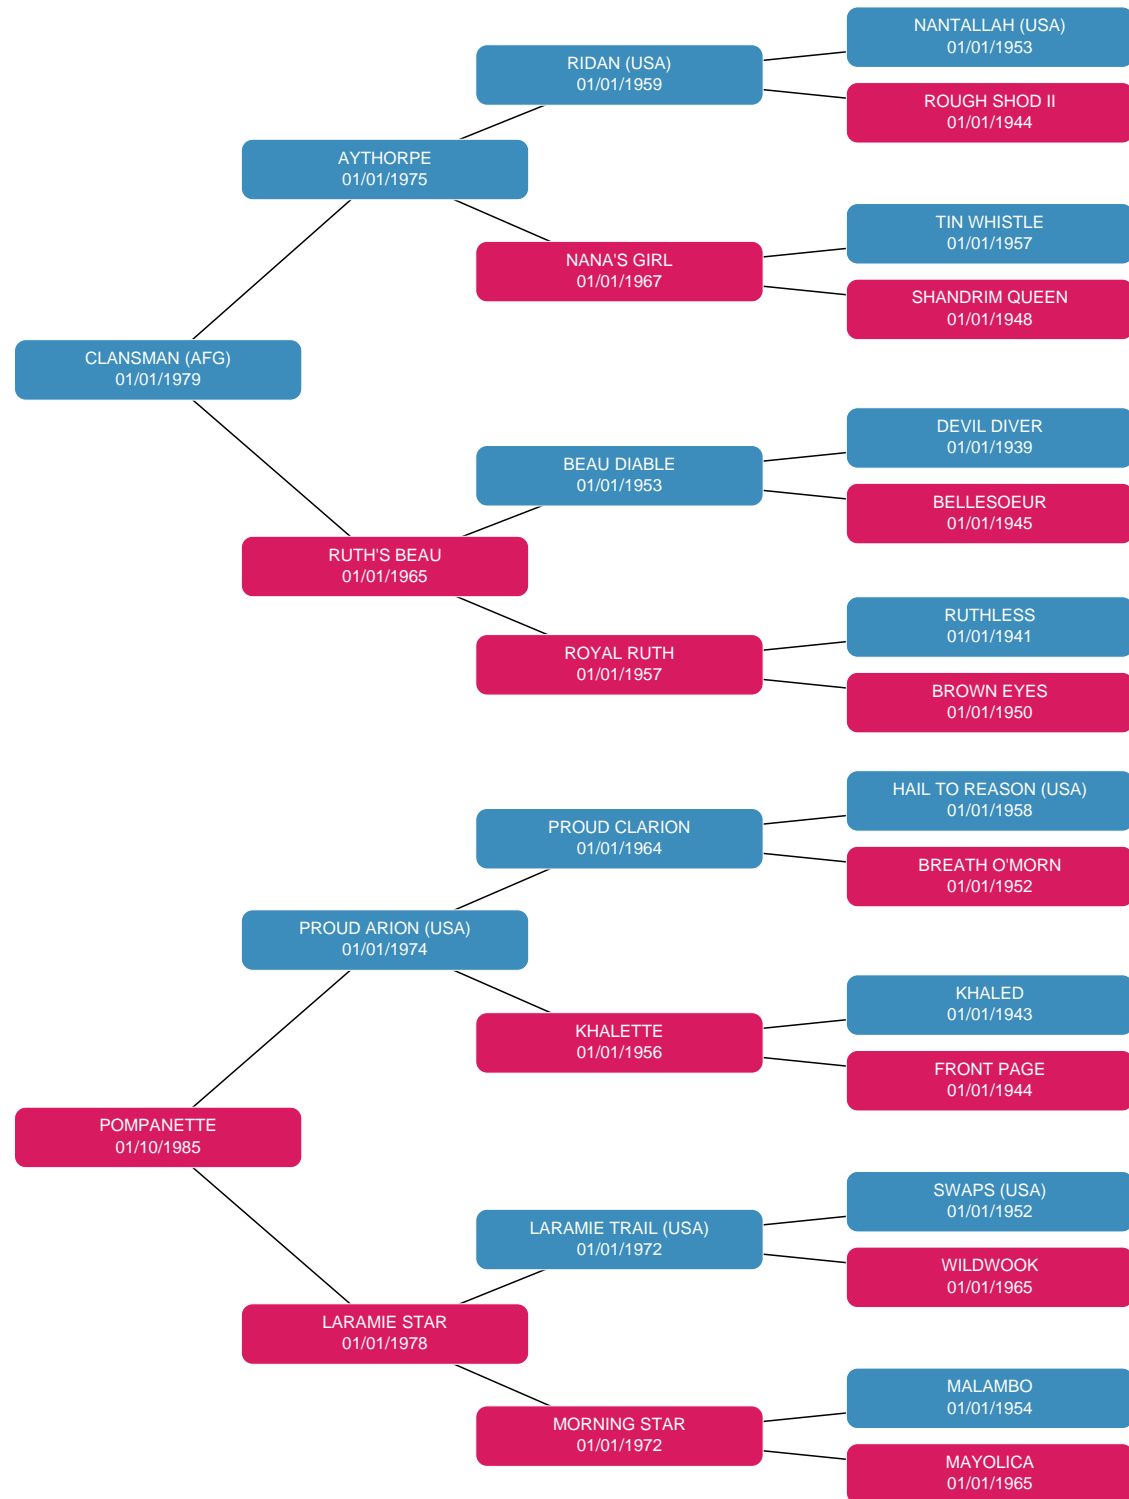 NANTALLAH (USA)
01/01/1953
RIDAN (USA)
01/01/1959
ROUGH SHOD II
01/01/1944
AYTHORPE
01/01/1975
TIN WHISTLE
01/01/1957
NANA'S GIRL
01/01/1967
SHANDRIM QUEEN
01/01/1948
CLANSMAN (AFG)
01/01/1979
DEVIL DIVER
01/01/1939
BEAU DIABLE
01/01/1953
BELLESOEUR
01/01/1945
RUTH'S BEAU
01/01/1965
RUTHLESS
01/01/1941
ROYAL RUTH
01/01/1957
BROWN EYES
01/01/1950
HAIL TO REASON (USA)
01/01/1958
PROUD CLARION
01/01/1964
BREATH O'MORN
01/01/1952
PROUD ARION (USA)
01/01/1974
KHALED
01/01/1943
KHALETTE
01/01/1956
FRONT PAGE
01/01/1944
POMPANETTE
01/10/1985
SWAPS (USA)
01/01/1952
LARAMIE TRAIL (USA)
01/01/1972
WILDWOOK
01/01/1965
LARAMIE STAR
01/01/1978
MALAMBO
01/01/1954
MORNING STAR
01/01/1972
MAYOLICA
01/01/1965